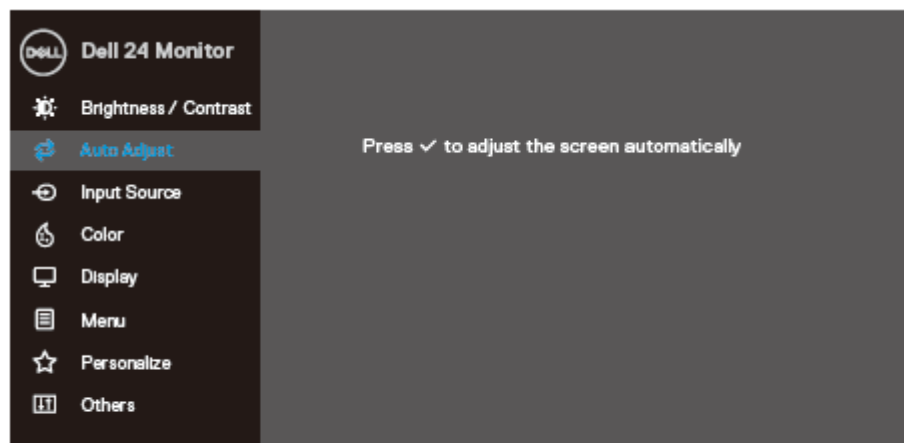 DELL Dell 24 Monitor
Brightness / Contrast
Auto Adjust
Press ✓ to adjust the screen automatically
Input Source
Color
Display
Menu
Personalize
Others